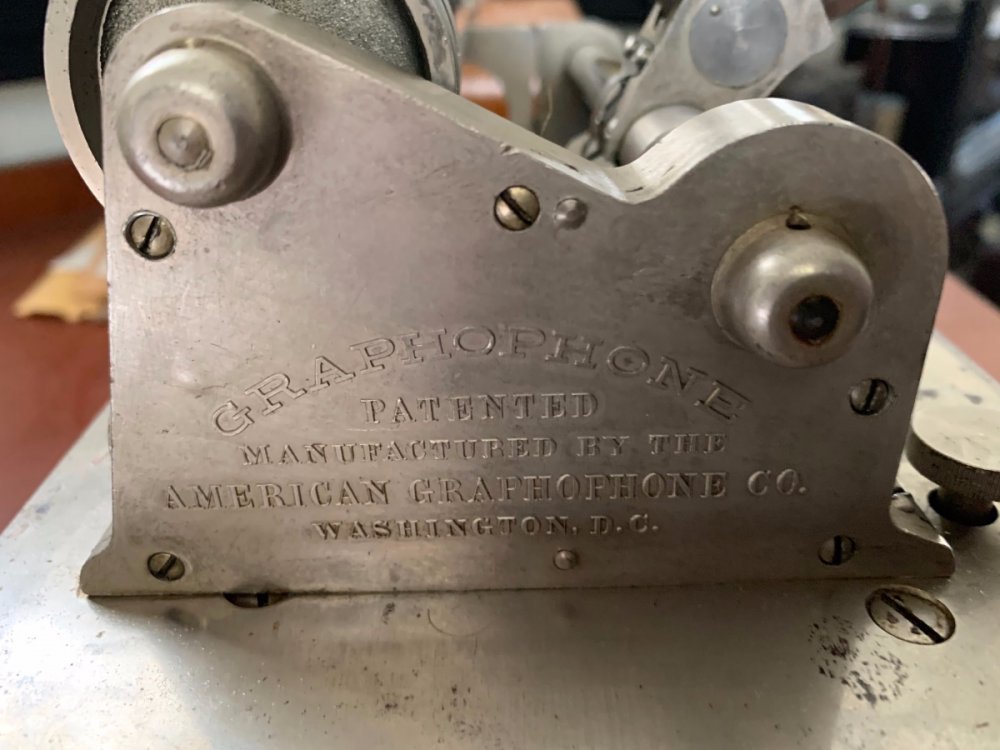 GRAPHOPHONE
PATENTED
MANUFACTURED BY THE
AMERICAN GRAPHOPHONE CO.
WASHINGTON, D.C.